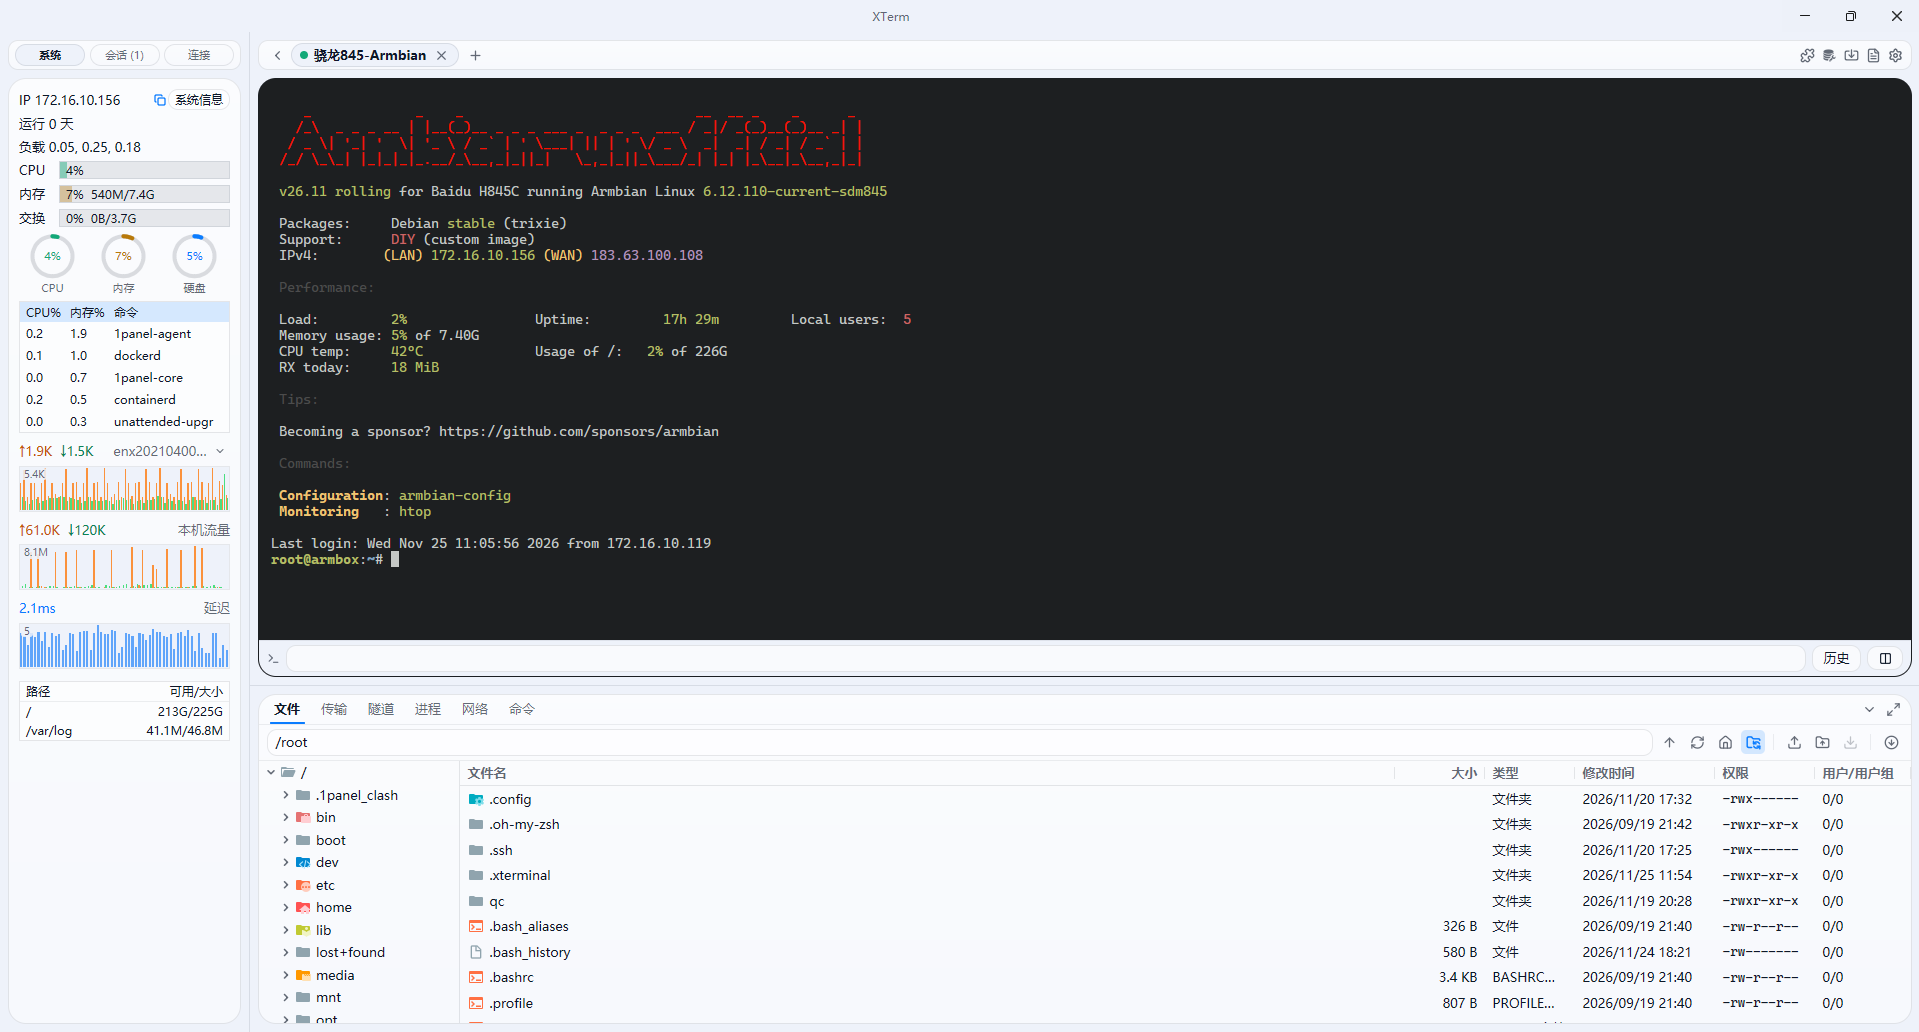 XTerm
系统
会话 (1)
连接
骁龙845-Armbian
IP 172.16.10.156
系统信息
运行 0 天
负载 0.05, 0.25, 0.18
CPU 4%
内存 7% 540M/7.4G
交换 0% 0B/3.7G
4% 7% 5%
CPU 内存 硬盘
CPU% 内存% 命令
0.2 1.9 1panel-agent
0.1 1.0 dockerd
0.0 0.7 1panel-core
0.2 0.5 containerd
0.0 0.3 unattended-upgr
↑1.9K ↓1.5K enx20210400...
5.4K
↑61.0K ↓120K 本机流量
8.1M
2.1ms 延迟
5
路径 可用/大小
/ 213G/225G
/var/log 41.1M/46.8M
Armbian-unofficial
v26.11 rolling for Baidu H845C running Armbian Linux 6.12.110-current-sdm845
Packages: Debian stable (trixie)
Support: DIY (custom image)
IPv4: (LAN) 172.16.10.156 (WAN) 183.63.100.108
Performance:
Load: 2% Uptime: 17h 29m Local users: 5
Memory usage: 5% of 7.40G
CPU temp: 42°C Usage of /: 2% of 226G
RX today: 18 MiB
Tips:
Becoming a sponsor? https://github.com/sponsors/armbian
Commands:
Configuration: armbian-config
Monitoring : htop
Last login: Wed Nov 25 11:05:56 2026 from 172.16.10.119
root@armbox:~#
历史
文件 传输 隧道 进程 网络 命令
/root
/
.1panel_clash
bin
boot
dev
etc
home
lib
lost+found
media
mnt
opt
文件名 大小 类型 修改时间 权限 用户/用户组
.config 文件夹 2026/11/20 17:32 -rwx------ 0/0
.oh-my-zsh 文件夹 2026/09/19 21:42 -rwxr-xr-x 0/0
.ssh 文件夹 2026/11/20 17:25 -rwx------ 0/0
.xterminal 文件夹 2026/11/25 11:54 -rwxr-xr-x 0/0
qc 文件夹 2026/11/19 20:28 -rwxr-xr-x 0/0
.bash_aliases 326 B 文件 2026/09/19 21:40 -rw-r--r-- 0/0
.bash_history 580 B 文件 2026/11/24 18:21 -rw------- 0/0
.bashrc 3.4 KB BASHRC... 2026/09/19 21:40 -rw-r--r-- 0/0
.profile 807 B PROFILE... 2026/09/19 21:40 -rw-r--r-- 0/0